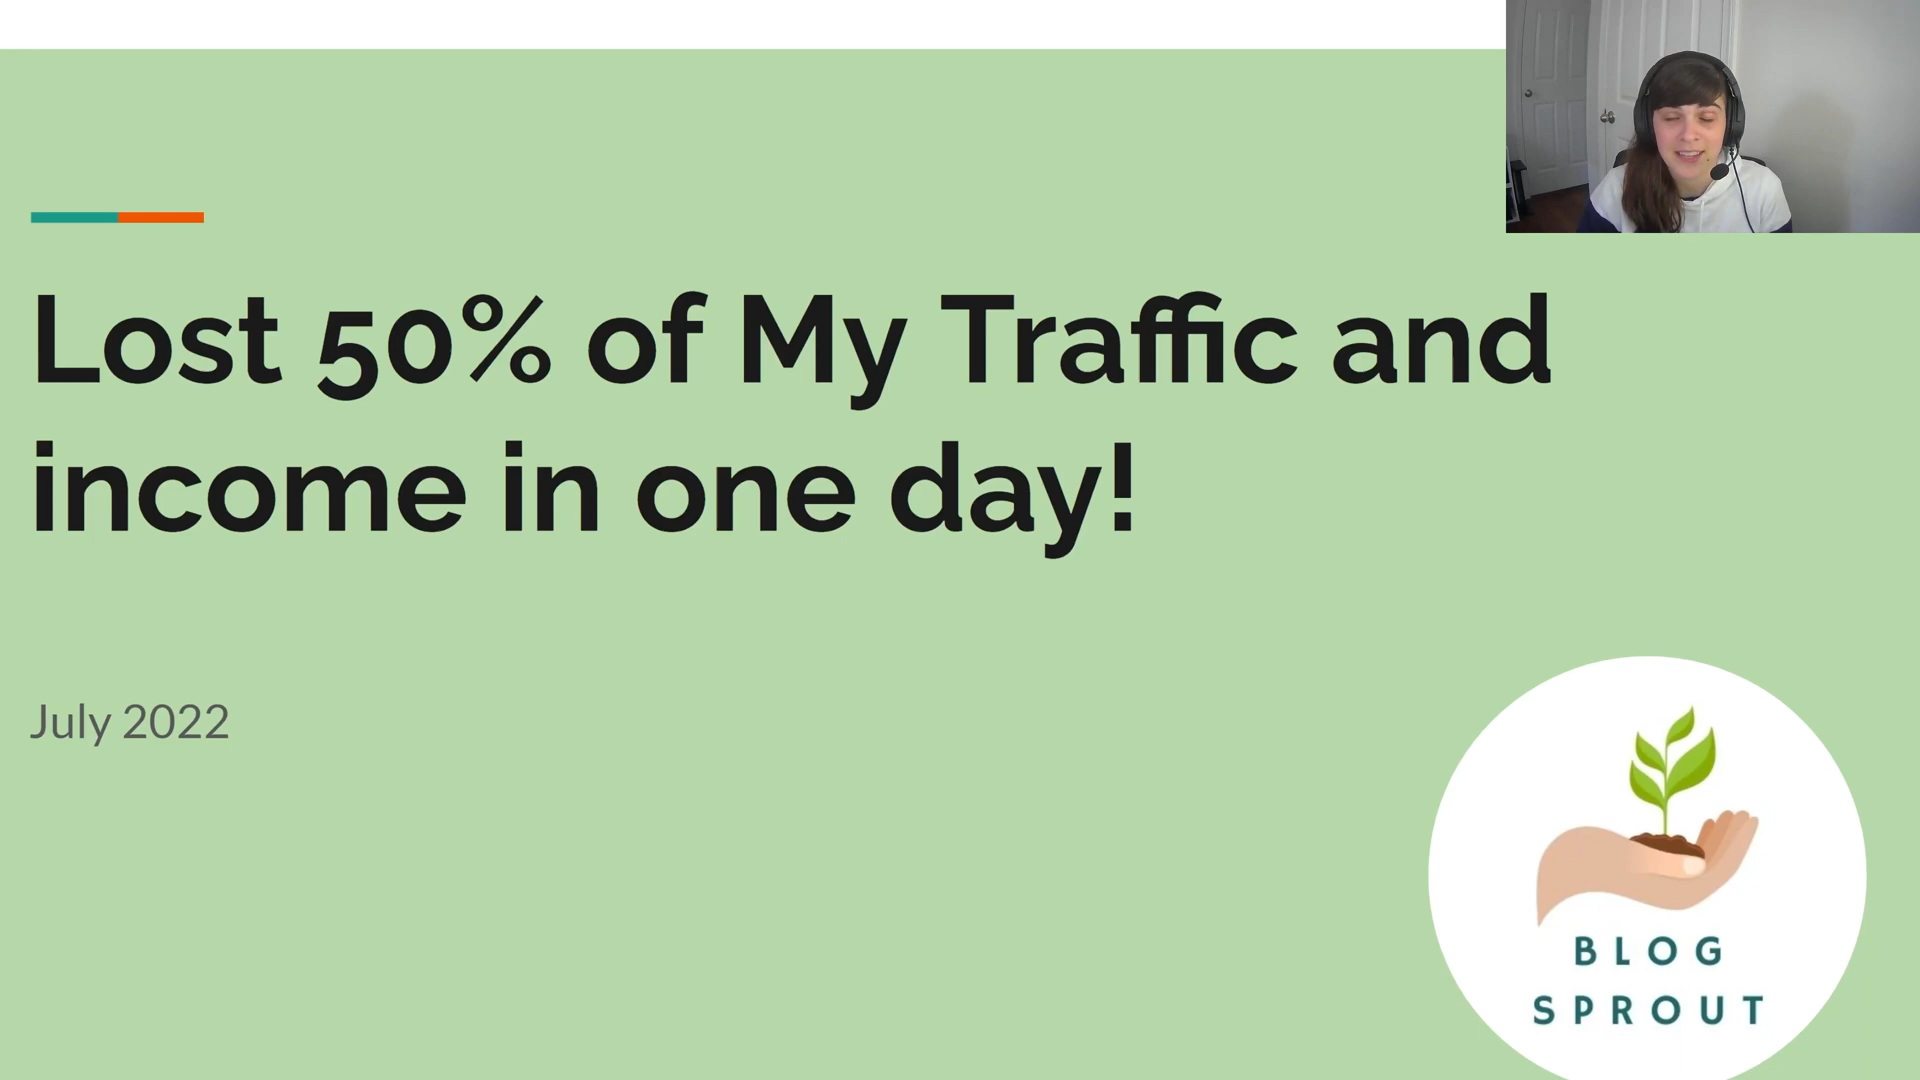 Lost 50% of My Traffic and
income in one day!
July 2022
BLOG
SPROUT